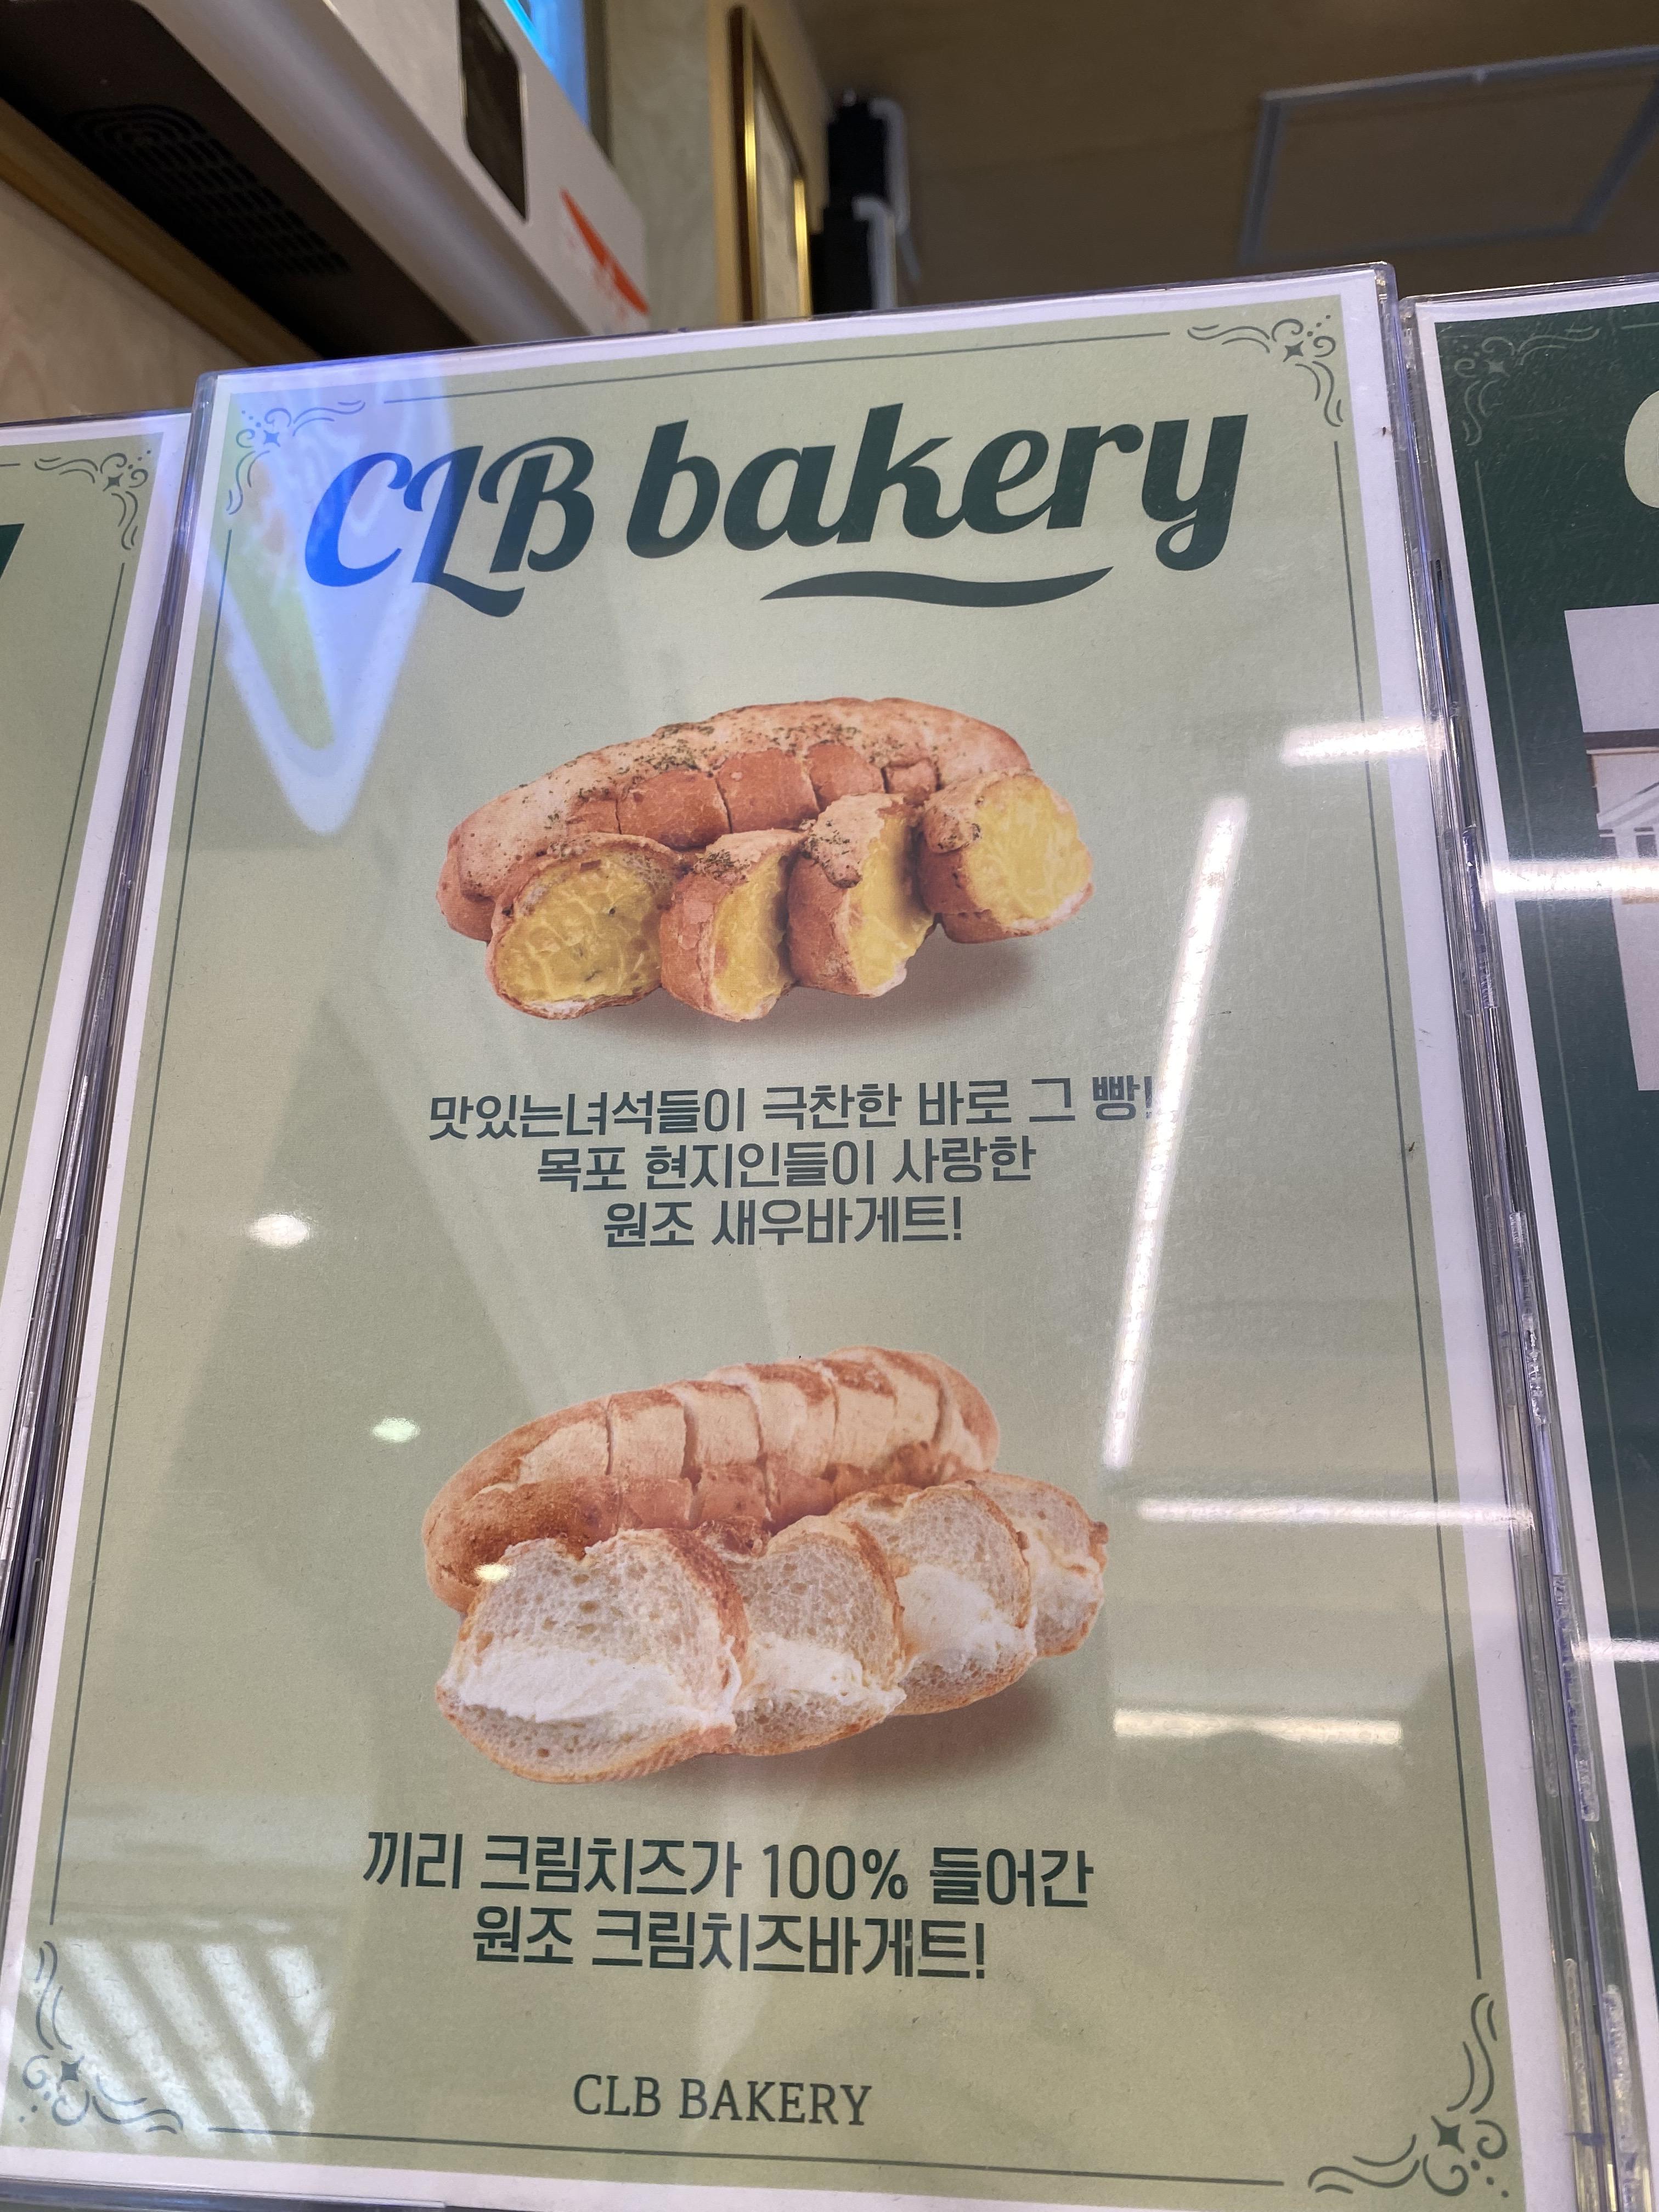 CLB bakery
맛있는녀석들이 극찬한 바로 그 빵!
목포 현지인들이 사랑한
원조 새우바게트!
끼리 크림치즈가 100% 들어간
원조 크림치즈바게트!
CLB BAKERY